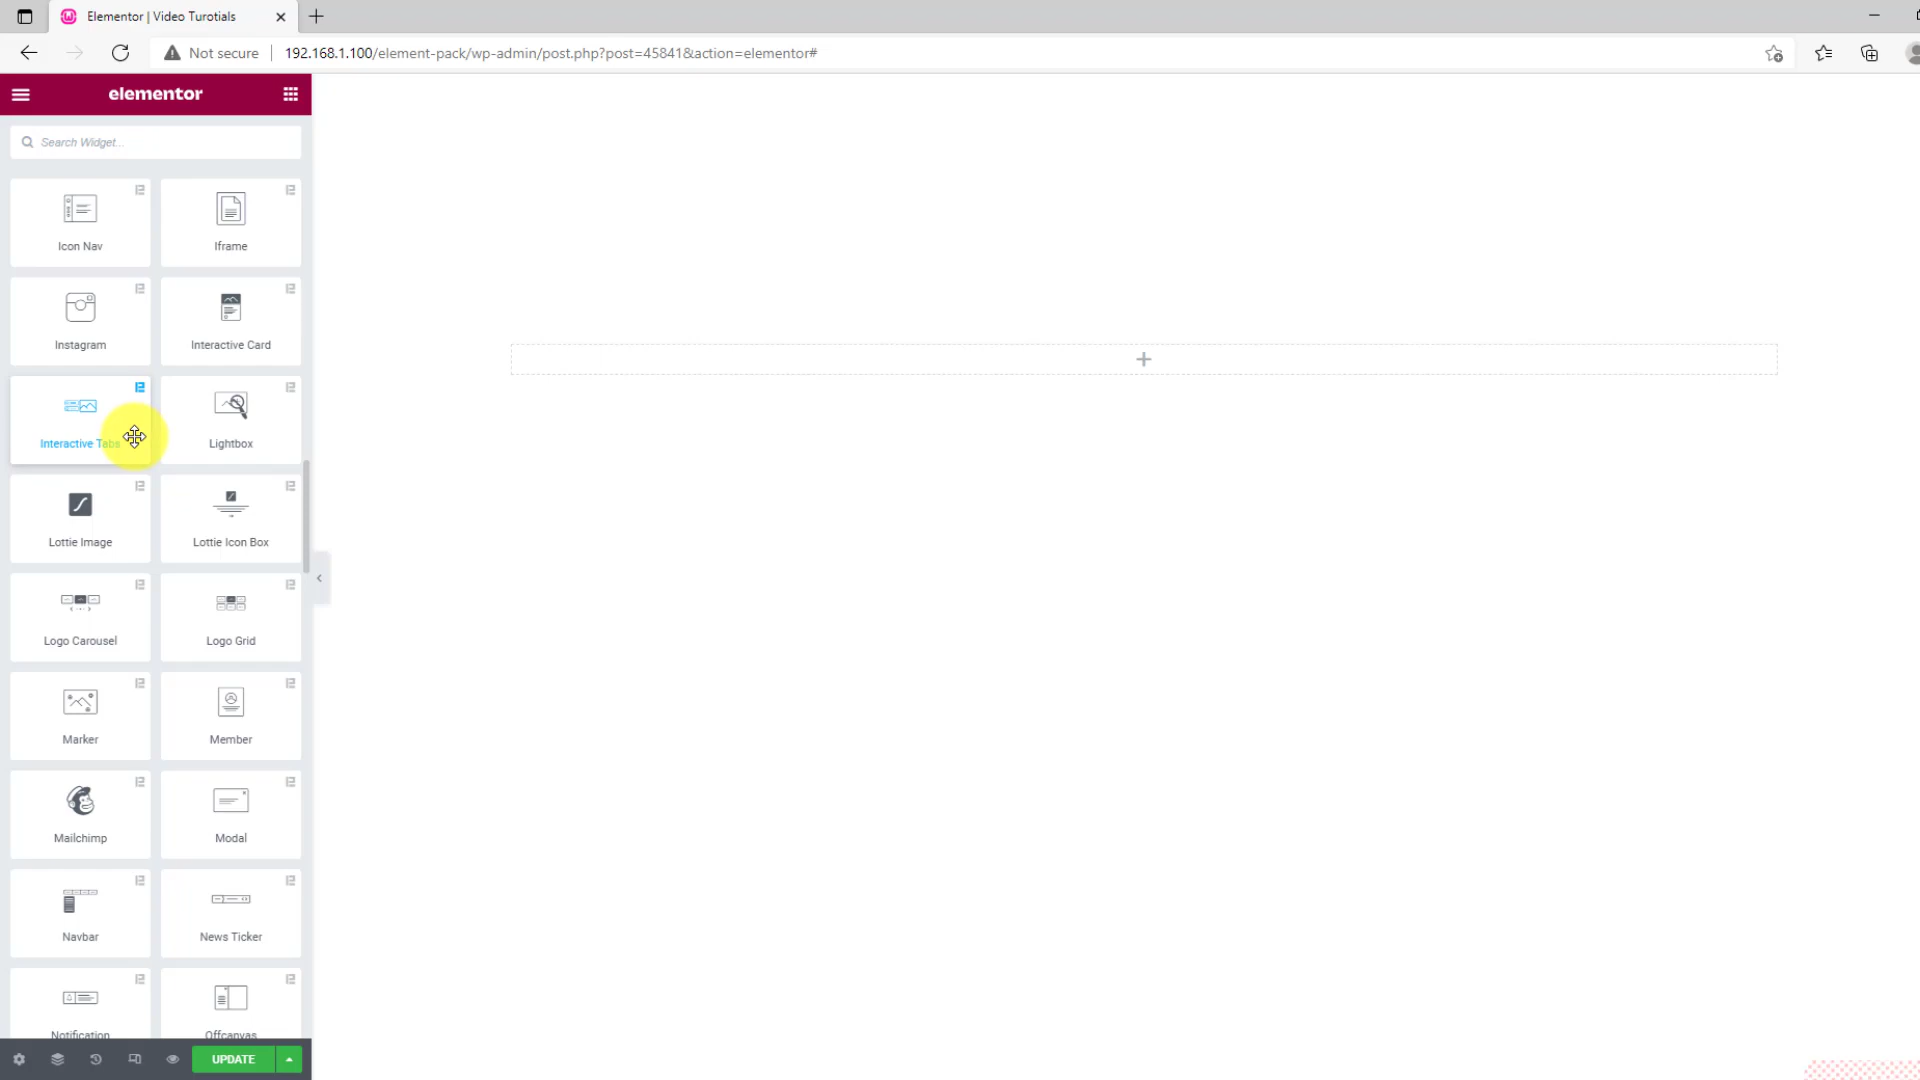 Elementor | Video Turotials
Not secure
192.168.1.100/element-pack/wp-admin/post.php?post=45841&action=elementor#
elementor
Search Widget...
Icon Nav
Iframe
Instagram
Interactive Card
Interactive Tabs
Lightbox
Lottie Image
Lottie Icon Box
Logo Carousel
Logo Grid
Marker
Member
Mailchimp
Modal
Navbar
News Ticker
Notification
Offcanvas
UPDATE